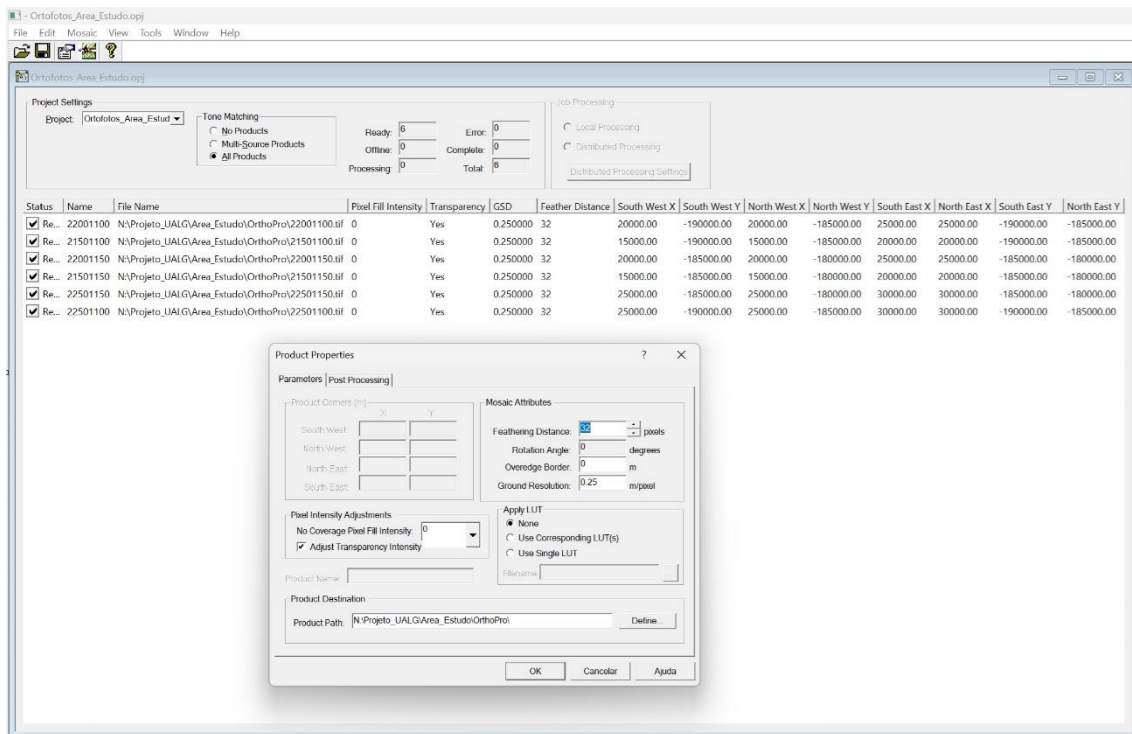 - Ortofotos_Area_Estudo.opj
File Edit Mosaic View Tools Window Help
Ortofotos_Area_Estudo.opj
Project Settings
Project: Ortofotos_Area_Estud
Tone Matching
No Products
Multi-Source Products
All Products
Ready: 6 Error: 0
Offline: 0 Complete: 0
Processing: 0 Total: 6
Job Processing
Local Processing
Distributed Processing
Distributed Processing Settings
Status Name File Name Pixel Fill Intensity Transparency GSD Feather Distance South West X South West Y North West X North West Y South East X North East X South East Y North East Y
Re... 22001100 N:\Projeto_UALG\Area_Estudo\OrthoPro\22001100.tif 0 Yes 0.250000 32 20000.00 -190000.00 20000.00 -185000.00 25000.00 25000.00 -190000.00 -185000.00
Re... 21501100 N:\Projeto_UALG\Area_Estudo\OrthoPro\21501100.tif 0 Yes 0.250000 32 15000.00 -190000.00 15000.00 -185000.00 20000.00 20000.00 -190000.00 -185000.00
Re... 22001150 N:\Projeto_UALG\Area_Estudo\OrthoPro\22001150.tif 0 Yes 0.250000 32 20000.00 -185000.00 20000.00 -180000.00 25000.00 25000.00 -185000.00 -180000.00
Re... 21501150 N:\Projeto_UALG\Area_Estudo\OrthoPro\21501150.tif 0 Yes 0.250000 32 15000.00 -185000.00 15000.00 -180000.00 20000.00 20000.00 -185000.00 -180000.00
Re... 22501150 N:\Projeto_UALG\Area_Estudo\OrthoPro\22501150.tif 0 Yes 0.250000 32 25000.00 -185000.00 25000.00 -180000.00 30000.00 30000.00 -185000.00 -180000.00
Re... 22501100 N:\Projeto_UALG\Area_Estudo\OrthoPro\22501100.tif 0 Yes 0.250000 32 25000.00 -190000.00 25000.00 -185000.00 30000.00 30000.00 -190000.00 -185000.00
Product Properties ? X
Parameters Post Processing
Product Corners (m)
X Y
South West:
North West:
North East:
South East:
Mosaic Attributes
Feathering Distance: 32 pixels
Rotation Angle: 0 degrees
Overedge Border: 0 m
Ground Resolution: 0.25 m/pixel
Pixel Intensity Adjustments
No Coverage Pixel Fill Intensity: 0
Adjust Transparency Intensity
Apply LUT
None
Use Corresponding LUT(s)
Use Single LUT
Filename
Product Name:
Product Destination
Product Path: N:\Projeto_UALG\Area_Estudo\OrthoPro\ Define...
OK Cancelar Ajuda